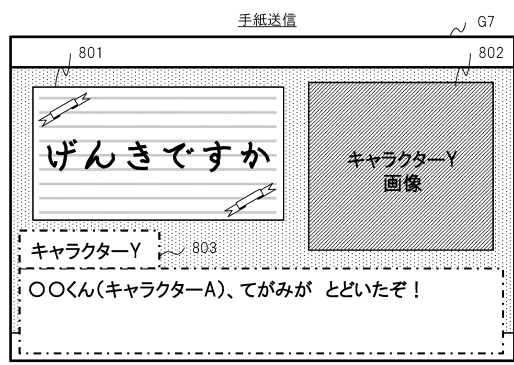 手紙送信
G7
801
802
げんきですか
キャラクターY
画像
キャラクターY
803
〇〇くん(キャラクターA)、てがみが とどいたぞ!